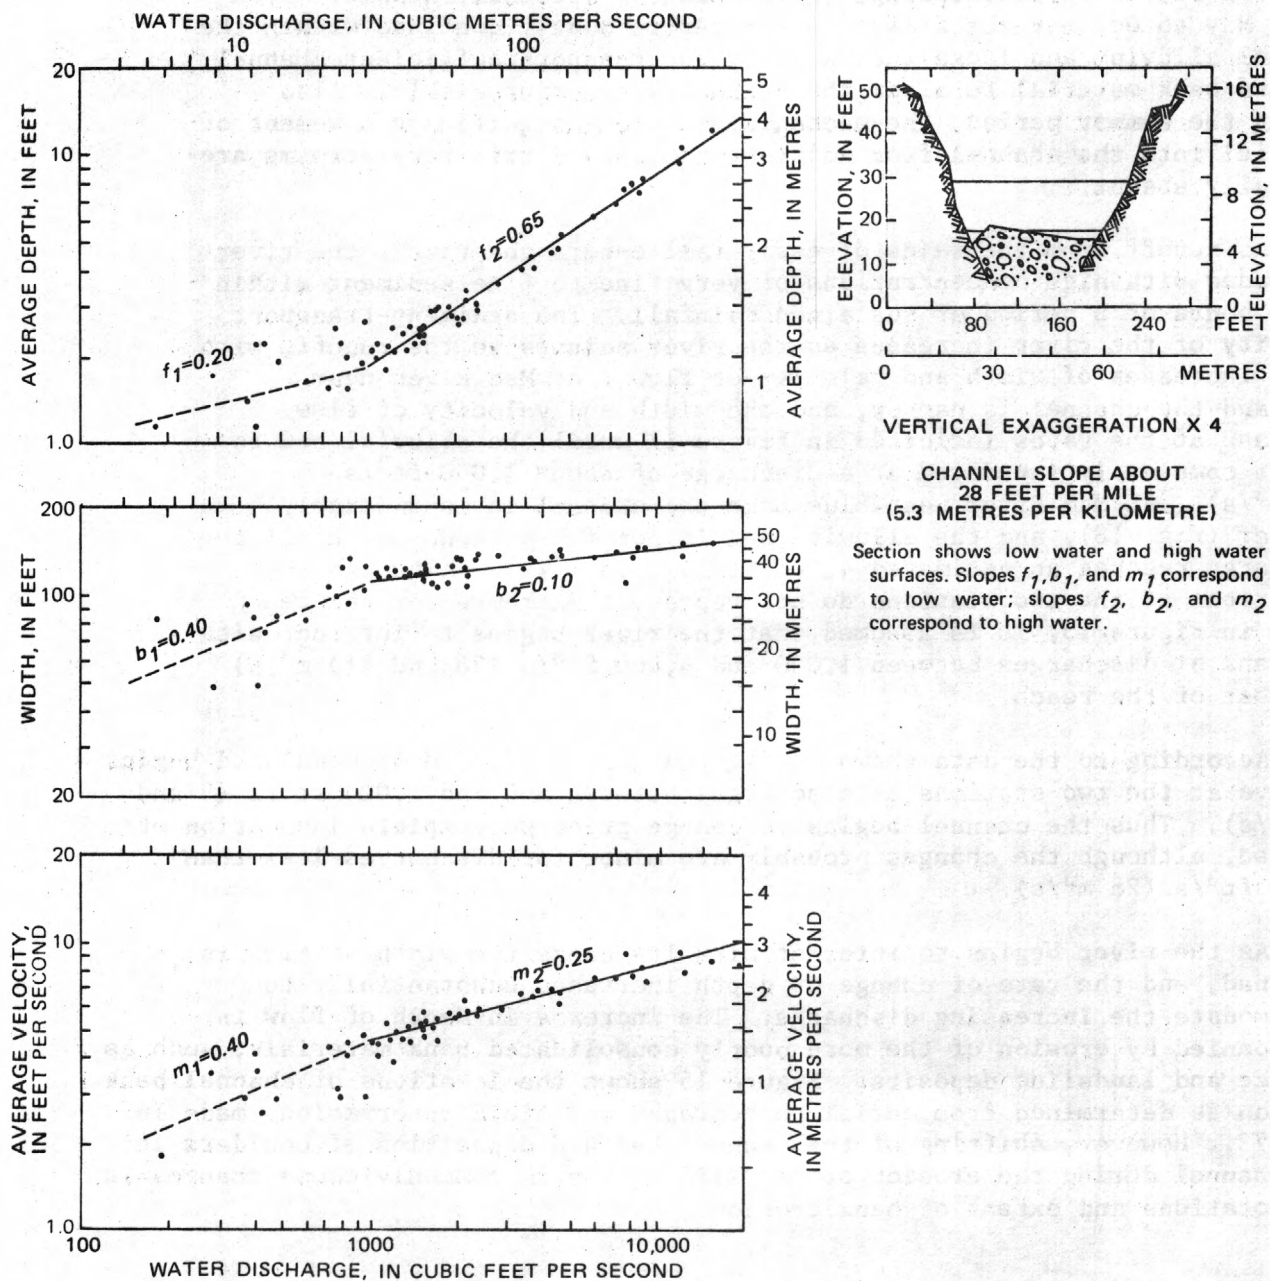 WATER DISCHARGE, IN CUBIC METRES PER SECOND
10 100
20
10
1.0
AVERAGE DEPTH, IN FEET
f1=0.20
f2=0.65
5
4
3
2
1
AVERAGE DEPTH, IN METRES
200
100
20
WIDTH, IN FEET
b1=0.40
b2=0.10
50
40
30
20
10
WIDTH, IN METRES
20
10
1.0
AVERAGE VELOCITY,
IN FEET PER SECOND
m1=0.40
m2=0.25
4
3
2
1
AVERAGE VELOCITY,
IN METRES PER SECOND
100 1000 10,000
WATER DISCHARGE, IN CUBIC FEET PER SECOND
ELEVATION, IN FEET
50
40
30
20
10
0
16
12
8
4
0
ELEVATION, IN METRES
0 80 160 240 FEET
0 30 60 METRES
VERTICAL EXAGGERATION X 4
CHANNEL SLOPE ABOUT
28 FEET PER MILE
(5.3 METRES PER KILOMETRE)
Section shows low water and high water
surfaces. Slopes f1, b1, and m1 correspond
to low water; slopes f2, b2, and m2
correspond to high water.